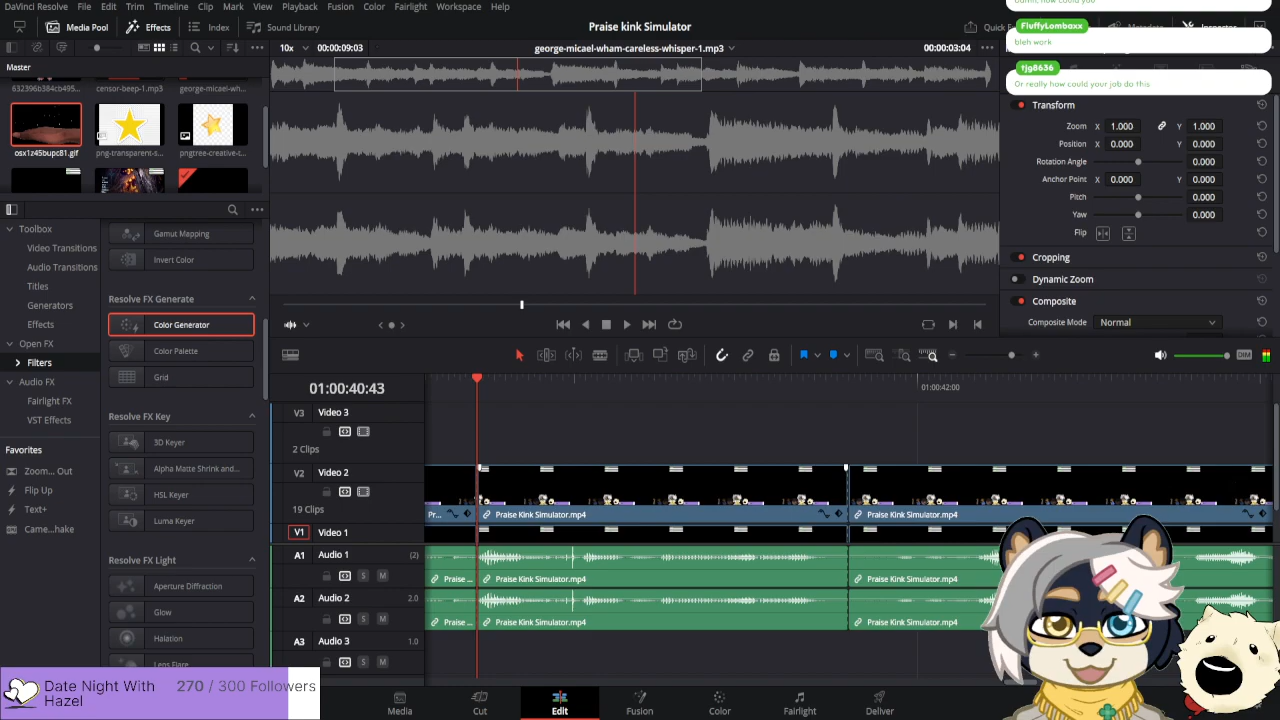 DaVinci Resolve File Edit Trim Timeline Clip Mark View Playback Fusion Color Fairlight Workspace Help
damn, how could you
Media Pool Effects Sound Library Praise kink Simulator
FluffyLombaxx
bleh work
10x george-micael-wham-careless-whisper-1.mp3 00:00:03:04
Master
tjg8636
Or really how could your job do this
632396b384cb495... censor-beep-1.mp3 george-micael-wh...
osx1z45bupc81.gif png-transparent-s... pngtree-creative-t...
Transform
Zoom X 1.000 Y 1.000
Position X 0.000 Y 0.000
Rotation Angle 0.000
Anchor Point X 0.000 Y 0.000
Pitch 0.000
Yaw 0.000
Flip
Cropping
Dynamic Zoom
Composite
Composite Mode Normal
Toolbox
Video Transitions
Audio Transitions
Titles
Generators
Effects
Open FX
Filters
Audio FX
Fairlight FX
VST Effects
Favorites
Zoom... Out
Flip Up
Text+
Came...hake
Gamut Mapping
Invert Color
Resolve FX Generate
Color Generator
Color Palette
Grid
Resolve FX Key
3D Keyer
Alpha Matte Shrink and...
HSL Keyer
Luma Keyer
Resolve FX Light
Aperture Diffraction
Glow
Halation
Lens Flare
DIM
01:00:40:43
01:00:42:00
V3 Video 3
2 Clips
V2 Video 2
19 Clips
Pr... Praise Kink Simulator.mp4 Praise Kink Simulator.mp4
V1 Video 1
A1 Audio 1 (2)
S M
Praise ... Praise Kink Simulator.mp4 Praise Kink Simulator.mp4
A2 Audio 2 2.0
S M
Praise ... Praise Kink Simulator.mp4 Praise Kink Simulator.mp4
A3 Audio 3 1.0
S M
Date Night With Hazel 270 / 300 Followers
Media Cut Edit Fusion Color Fairlight Deliver